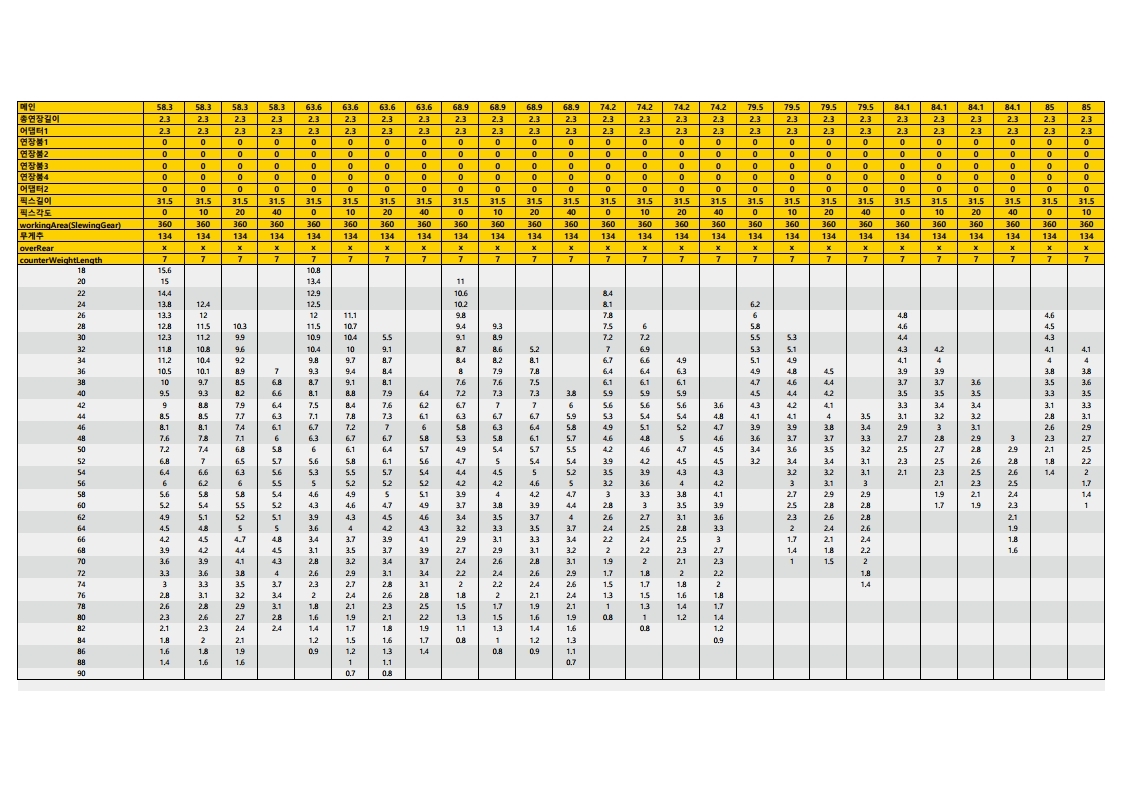 메인 58.3 58.3 58.3 58.3 63.6 63.6 63.6 63.6 68.9 68.9 68.9 68.9 74.2 74.2 74.2 74.2 79.5 79.5 79.5 79.5 84.1 84.1 84.1 84.1 85 85
총연장길이 2.3 2.3 2.3 2.3 2.3 2.3 2.3 2.3 2.3 2.3 2.3 2.3 2.3 2.3 2.3 2.3 2.3 2.3 2.3 2.3 2.3 2.3 2.3 2.3 2.3 2.3
어댑터1 2.3 2.3 2.3 2.3 2.3 2.3 2.3 2.3 2.3 2.3 2.3 2.3 2.3 2.3 2.3 2.3 2.3 2.3 2.3 2.3 2.3 2.3 2.3 2.3 2.3 2.3
연장붐1 0 0 0 0 0 0 0 0 0 0 0 0 0 0 0 0 0 0 0 0 0 0 0 0 0 0
연장붐2 0 0 0 0 0 0 0 0 0 0 0 0 0 0 0 0 0 0 0 0 0 0 0 0 0 0
연장붐3 0 0 0 0 0 0 0 0 0 0 0 0 0 0 0 0 0 0 0 0 0 0 0 0 0 0
연장붐4 0 0 0 0 0 0 0 0 0 0 0 0 0 0 0 0 0 0 0 0 0 0 0 0 0 0
어댑터2 0 0 0 0 0 0 0 0 0 0 0 0 0 0 0 0 0 0 0 0 0 0 0 0 0 0
픽스길이 31.5 31.5 31.5 31.5 31.5 31.5 31.5 31.5 31.5 31.5 31.5 31.5 31.5 31.5 31.5 31.5 31.5 31.5 31.5 31.5 31.5 31.5 31.5 31.5 31.5 31.5
픽스각도 0 10 20 40 0 10 20 40 0 10 20 40 0 10 20 40 0 10 20 40 0 10 20 40 0 10
workingArea(SlewingGear) 360 360 360 360 360 360 360 360 360 360 360 360 360 360 360 360 360 360 360 360 360 360 360 360 360 360
무게추 134 134 134 134 134 134 134 134 134 134 134 134 134 134 134 134 134 134 134 134 134 134 134 134 134 134
overRear x x x x x x x x x x x x x x x x x x x x x x x x x x
counterWeightLength 7 7 7 7 7 7 7 7 7 7 7 7 7 7 7 7 7 7 7 7 7 7 7 7 7 7
18 15.6 10.8
20 15 13.4 11
22 14.4 12.9 10.6 8.4
24 13.8 12.4 12.5 10.2 8.1 6.2
26 13.3 12 12 11.1 9.8 7.8 6 4.8 4.6
28 12.8 11.5 10.3 11.5 10.7 9.4 9.3 7.5 6 5.8 4.6 4.5
30 12.3 11.2 9.9 10.9 10.4 5.5 9.1 8.9 7.2 7.2 5.5 5.3 4.4 4.3
32 11.8 10.8 9.6 10.4 10 9.1 8.7 8.6 5.2 7 6.9 5.3 5.1 4.3 4.2 4.1 4.1
34 11.2 10.4 9.2 9.8 9.7 8.7 8.4 8.2 8.1 6.7 6.6 4.9 5.1 4.9 4.1 4 4 4
36 10.5 10.1 8.9 7 9.3 9.4 8.4 8 7.9 7.8 6.4 6.4 6.3 4.9 4.8 4.5 3.9 3.9 3.8 3.8
38 10 9.7 8.5 6.8 8.7 9.1 8.1 7.6 7.6 7.5 6.1 6.1 6.1 4.7 4.6 4.4 3.7 3.7 3.6 3.5 3.6
40 9.5 9.3 8.2 6.6 8.1 8.8 7.9 6.4 7.2 7.3 7.3 3.8 5.9 5.9 5.9 4.5 4.4 4.2 3.5 3.5 3.5 3.3 3.5
42 9 8.8 7.9 6.4 7.5 8.4 7.6 6.2 6.7 7 7 6 5.6 5.6 5.6 3.6 4.3 4.2 4.1 3.3 3.4 3.4 3.1 3.3
44 8.5 8.5 7.7 6.3 7.1 7.8 7.3 6.1 6.3 6.7 6.7 5.9 5.3 5.4 5.4 4.8 4.1 4 4 3.5 3.1 3.2 3.2 2.8 3.1
46 8.1 8.1 7.4 6.1 6.7 7.2 7 6 5.8 6.3 6.4 5.8 4.9 5.1 5.2 4.7 3.9 3.9 3.8 3.4 2.9 3 3.1 2.6 2.9
48 7.6 7.8 7.1 6 6.3 6.7 6.7 5.8 5.3 5.8 6.1 5.7 4.6 4.8 5 4.6 3.6 3.7 3.7 3.3 2.7 2.8 2.9 3 2.3 2.7
50 7.2 7.4 6.8 5.8 6 6.1 6.4 5.7 4.9 5.4 5.7 5.5 4.2 4.6 4.7 4.5 3.4 3.6 3.5 3.2 2.5 2.7 2.8 2.9 2.1 2.5
52 6.8 7 6.5 5.7 5.6 5.8 6.1 5.6 4.7 5 5.4 5.4 3.9 4.2 4.5 4.5 3.2 3.4 3.4 3.1 2.3 2.5 2.6 2.8 1.8 2.2
54 6.4 6.6 6.3 5.6 5.3 5.5 5.7 5.4 4.4 4.5 5 5.2 3.5 3.9 4.3 4.3 3.2 3.2 3.1 2.1 2.3 2.5 2.6 1.4 2
56 6 6.2 6 5.5 5 5.2 5.2 5.2 4.2 4.2 4.6 5 3.2 3.6 4 4.2 3 3.1 3 2.1 2.3 2.5 1.7
58 5.6 5.8 5.8 5.4 4.6 4.9 5 5.1 3.9 4 4.2 4.7 3 3.3 3.8 4.1 2.7 2.9 2.9 1.9 2.1 2.4 1.4
60 5.2 5.4 5.5 5.2 4.3 4.6 4.7 4.9 3.7 3.8 3.9 4.4 2.8 3 3.5 3.9 2.5 2.8 2.8 1.7 1.9 2.3 1
62 4.9 5.1 5.2 5.1 3.9 4.3 4.5 4.6 3.4 3.5 3.7 4 2.6 2.7 3.1 3.6 2.3 2.6 2.8 2.1
64 4.5 4.8 5 5 3.6 4 4.2 4.3 3.2 3.3 3.5 3.7 2.4 2.5 2.8 3.3 2 2.4 2.6 1.9
66 4.2 4.5 4..7 4.8 3.4 3.7 3.9 4.1 2.9 3.1 3.3 3.4 2.2 2.4 2.5 3 1.7 2.1 2.4 1.8
68 3.9 4.2 4.4 4.5 3.1 3.5 3.7 3.9 2.7 2.9 3.1 3.2 2 2.2 2.3 2.7 1.4 1.8 2.2 1.6
70 3.6 3.9 4.1 4.3 2.8 3.2 3.4 3.7 2.4 2.6 2.8 3.1 1.9 2 2.1 2.3 1 1.5 2
72 3.3 3.6 3.8 4 2.6 2.9 3.1 3.4 2.2 2.4 2.6 2.9 1.7 1.8 2 2.2 1.8
74 3 3.3 3.5 3.7 2.3 2.7 2.8 3.1 2 2.2 2.4 2.6 1.5 1.7 1.8 2 1.4
76 2.8 3.1 3.2 3.4 2 2.4 2.6 2.8 1.8 2 2.1 2.4 1.3 1.5 1.6 1.8
78 2.6 2.8 2.9 3.1 1.8 2.1 2.3 2.5 1.5 1.7 1.9 2.1 1 1.3 1.4 1.7
80 2.3 2.6 2.7 2.8 1.6 1.9 2.1 2.2 1.3 1.5 1.6 1.9 0.8 1 1.2 1.4
82 2.1 2.3 2.4 2.4 1.4 1.7 1.8 1.9 1.1 1.3 1.4 1.6 0.8 1.2
84 1.8 2 2.1 1.2 1.5 1.6 1.7 0.8 1 1.2 1.3 0.9
86 1.6 1.8 1.9 0.9 1.2 1.3 1.4 0.8 0.9 1.1
88 1.4 1.6 1.6 1 1.1 0.7
90 0.7 0.8